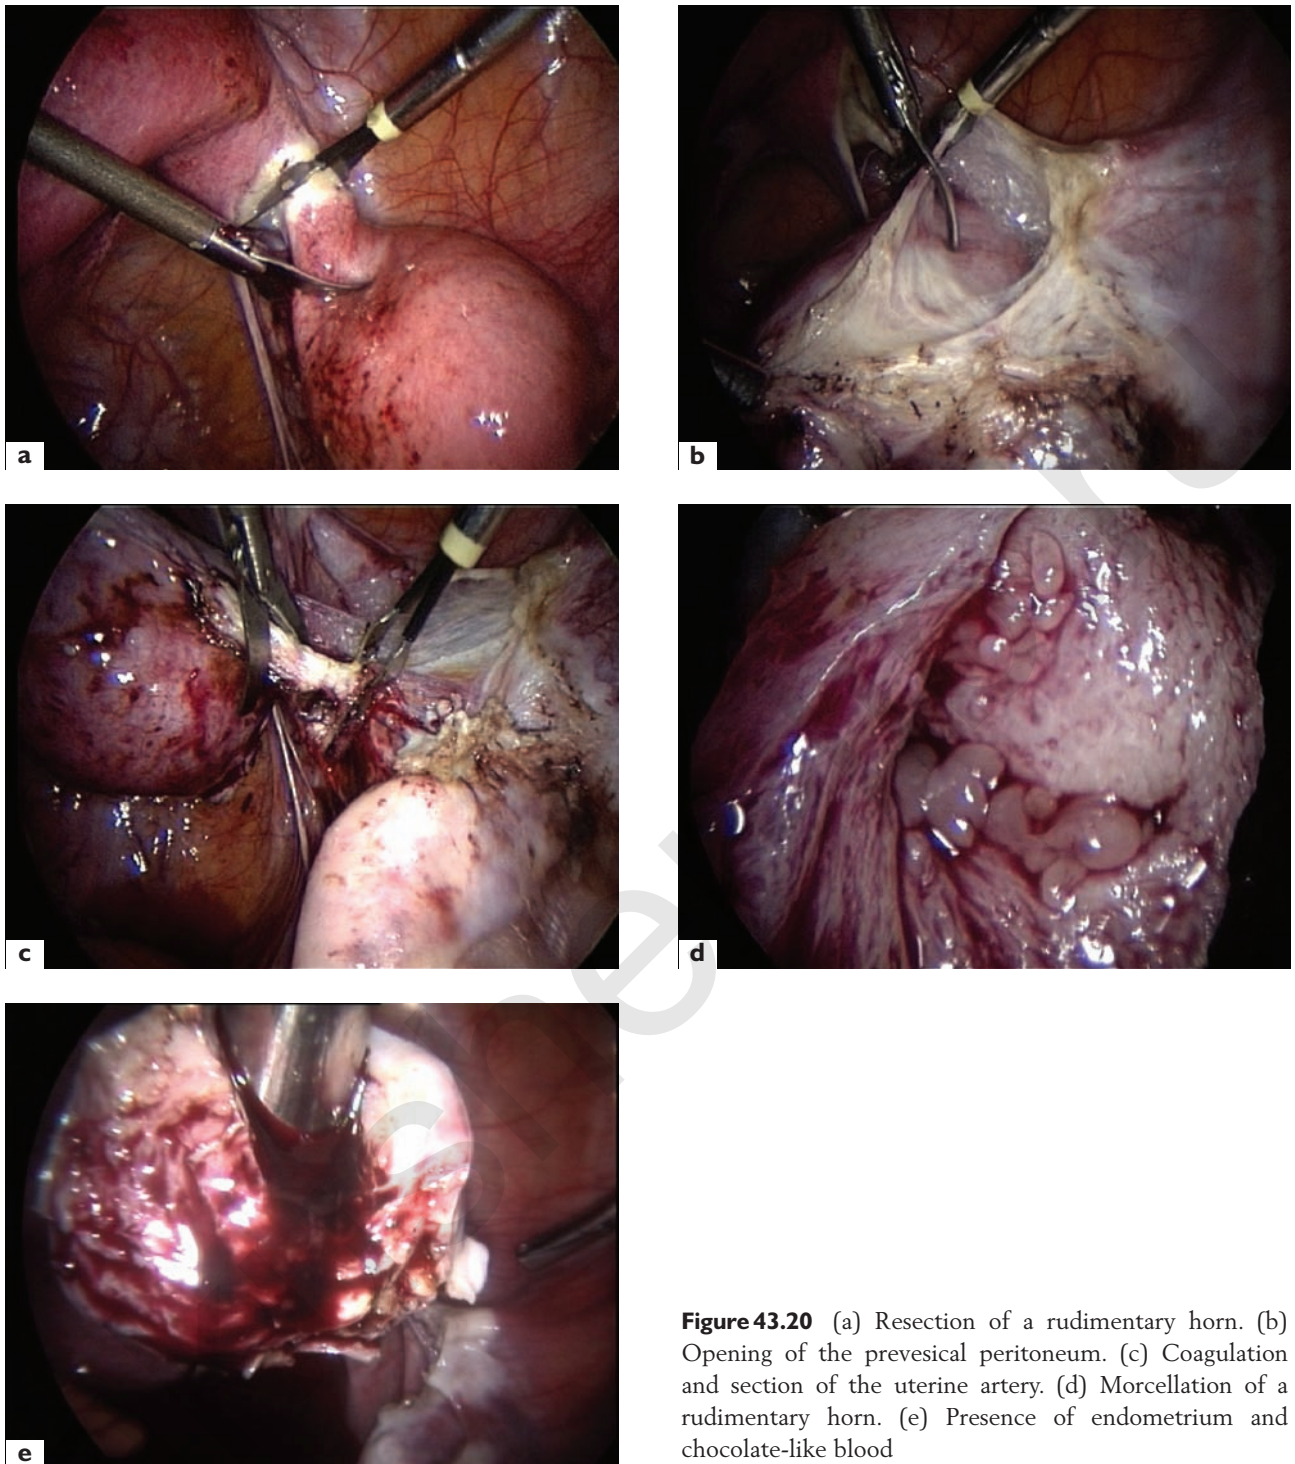 a
b
c
d
e
Figure 43.20 (a) Resection of a rudimentary horn. (b)
Opening of the prevesical peritoneum. (c) Coagulation
and section of the uterine artery. (d) Morcellation of a
rudimentary horn. (e) Presence of endometrium and
chocolate-like blood